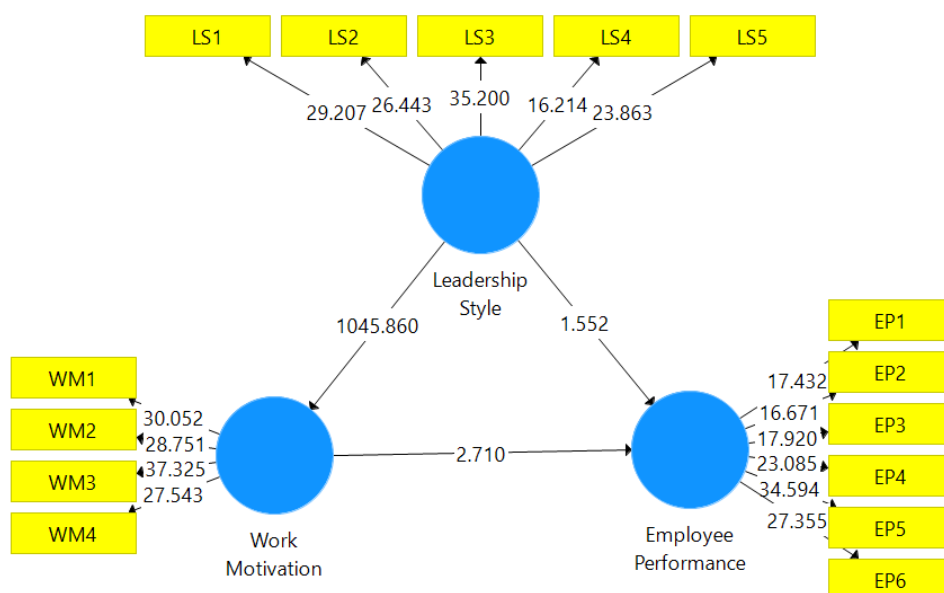 LS1
LS2
LS3
LS4
LS5
29.207
26.443
35.200
16.214
23.863
Leadership
Style
1045.860
1.552
WM1
WM2
WM3
WM4
30.052
28.751
37.325
27.543
Work
Motivation
2.710
Employee
Performance
17.432
16.671
17.920
23.085
34.594
27.355
EP1
EP2
EP3
EP4
EP5
EP6